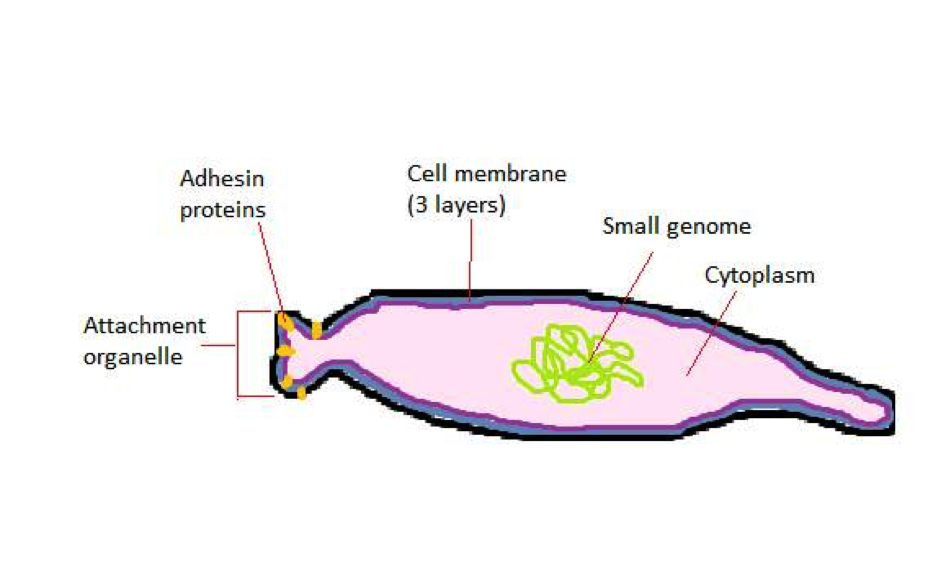 Adhesin
proteins
Cell membrane
(3 layers)
Small genome
Cytoplasm
Attachment
organelle